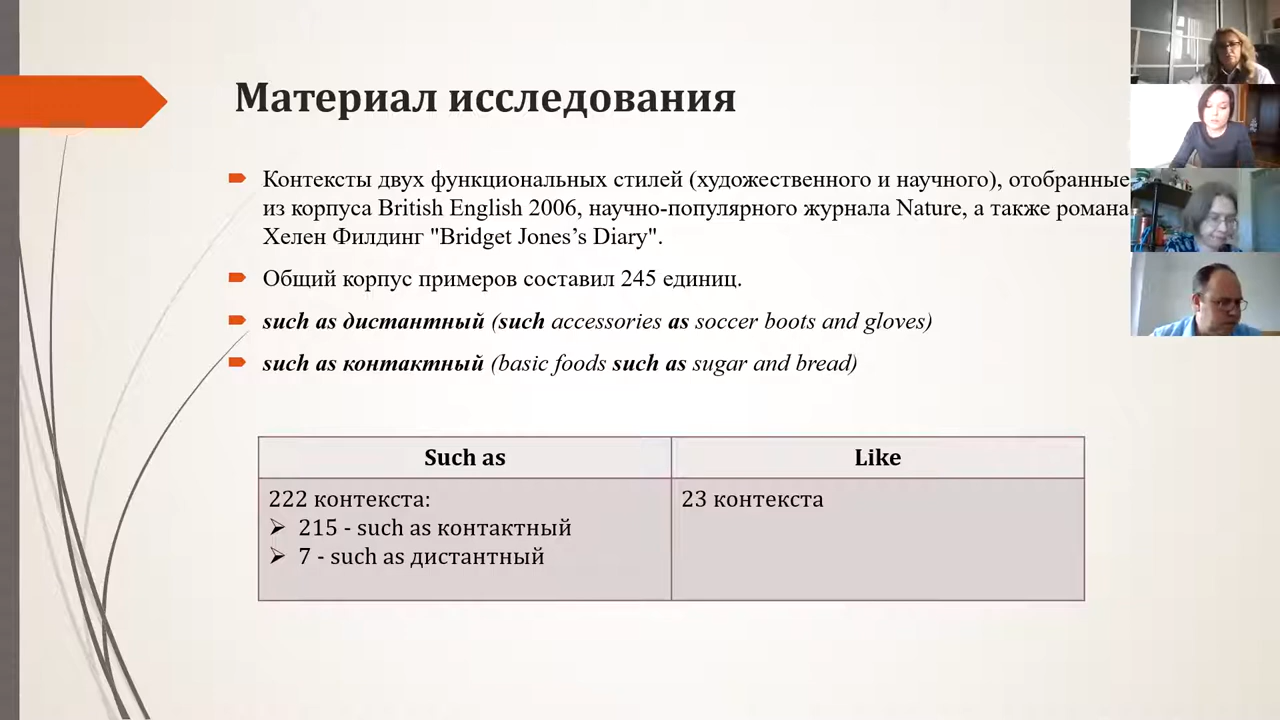 Материал исследования
Контексты двух функциональных стилей (художественного и научного), отобранные
из корпуса British English 2006, научно-популярного журнала Nature, а также романа
Хелен Филдинг "Bridget Jones’s Diary".
Общий корпус примеров составил 245 единиц.
such as дистантный (such accessories as soccer boots and gloves)
such as контактный (basic foods such as sugar and bread)
Such as
Like
222 контекста:
215 - such as контактный
7 - such as дистантный
23 контекста